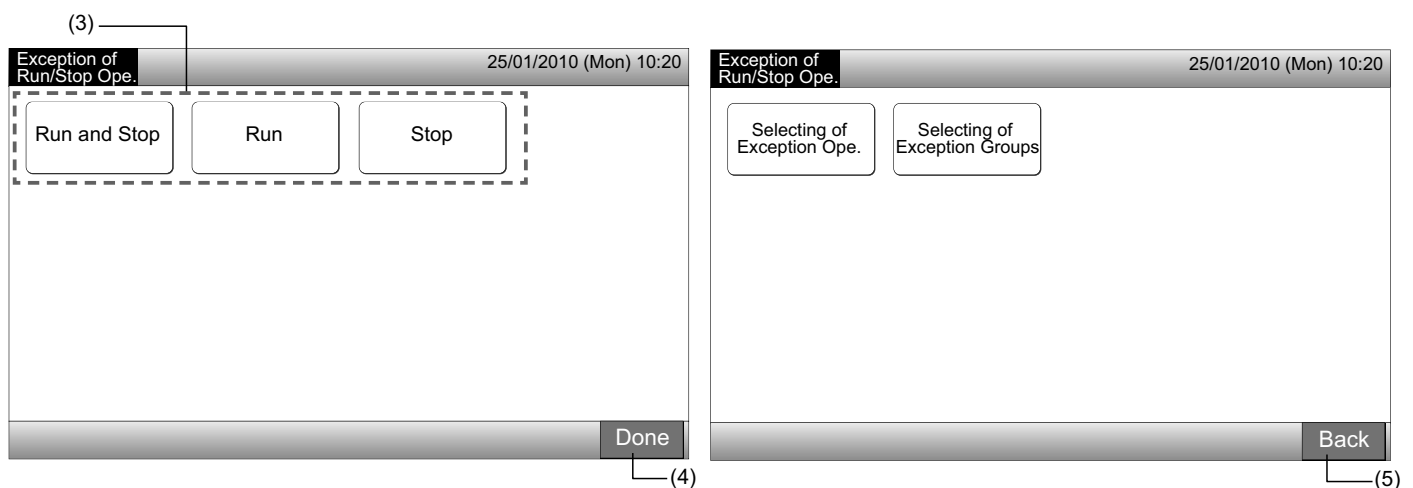 (3)
Exception of
Run/Stop Ope.
25/01/2010 (Mon) 10:20
Run and Stop
Run
Stop
Done
(4)
Exception of
Run/Stop Ope.
25/01/2010 (Mon) 10:20
Selecting of
Exception Ope.
Selecting of
Exception Groups
Back
(5)